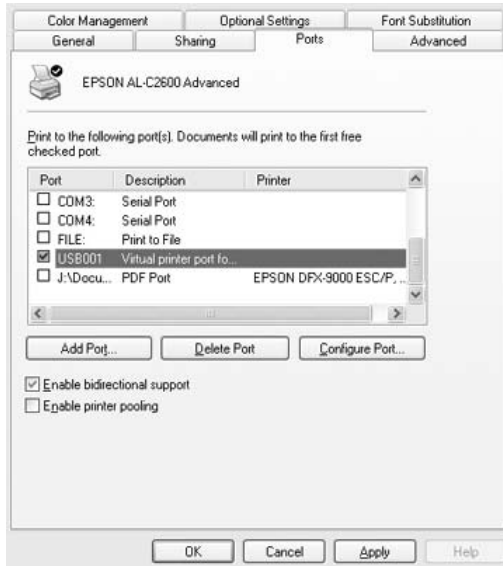 Color Management Optional Settings Font Substitution
General Sharing Ports Advanced
EPSON AL-C2600 Advanced
Print to the following port(s). Documents will print to the first free
checked port.
Port Description Printer
COM3: Serial Port
COM4: Serial Port
FILE: Print to File
USB001 Virtual printer port fo...
J:\Docu... PDF Port EPSON DFX-9000 ESC/P, ...
Add Port... Delete Port Configure Port...
Enable bidirectional support
Enable printer pooling
OK Cancel Apply Help